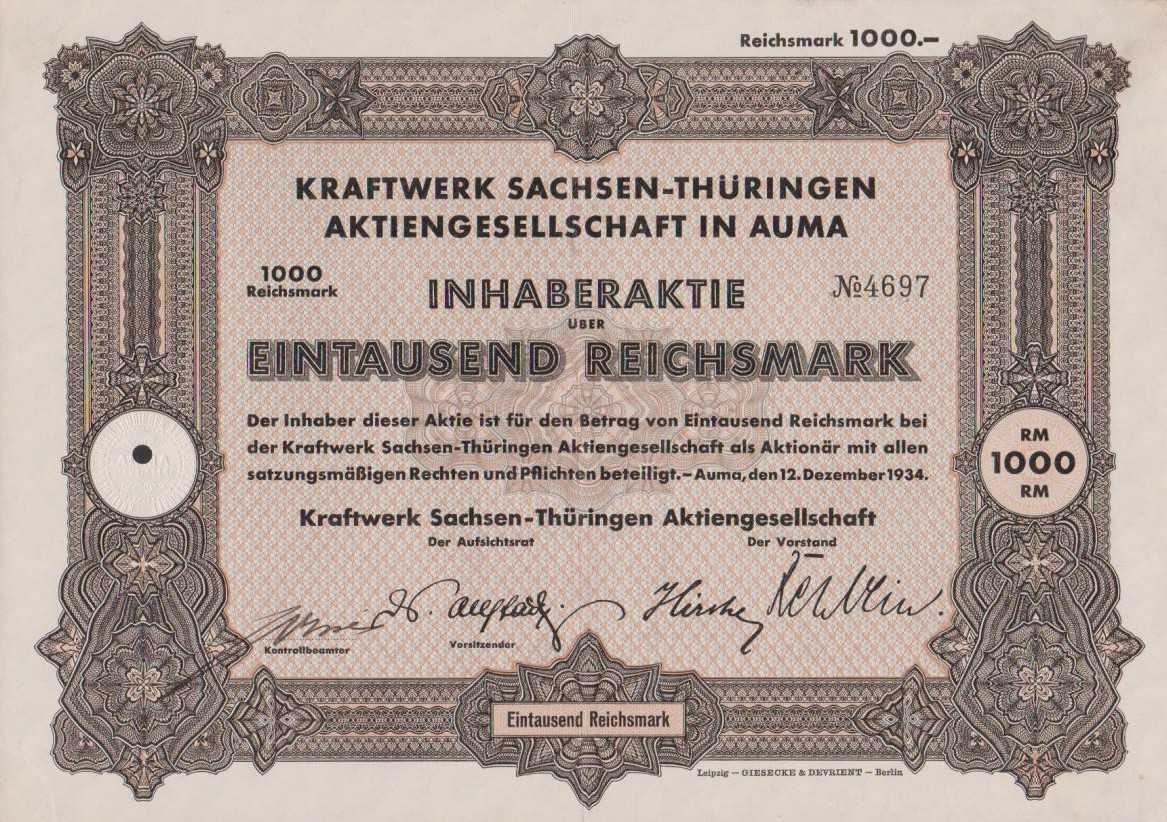 Reichsmark 1000.–
KRAFTWERK SACHSEN-THÜRINGEN
AKTIENGESELLSCHAFT IN AUMA
1000
Reichsmark
INHABERAKTIE
№4697
ÜBER
EINTAUSEND REICHSMARK
Der Inhaber dieser Aktie ist für den Betrag von Eintausend Reichsmark bei
der Kraftwerk Sachsen-Thüringen Aktiengesellschaft als Aktionär mit allen
satzungsmäßigen Rechten und Pflichten beteiligt.– Auma, den 12. Dezember 1934.
RM
1000
RM
Kraftwerk Sachsen-Thüringen Aktiengesellschaft
Der Aufsichtsrat
Der Vorstand
Kontrollbeamter
Vorsitzender
Eintausend Reichsmark
Leipzig — GIESECKE & DEVRIENT — Berlin